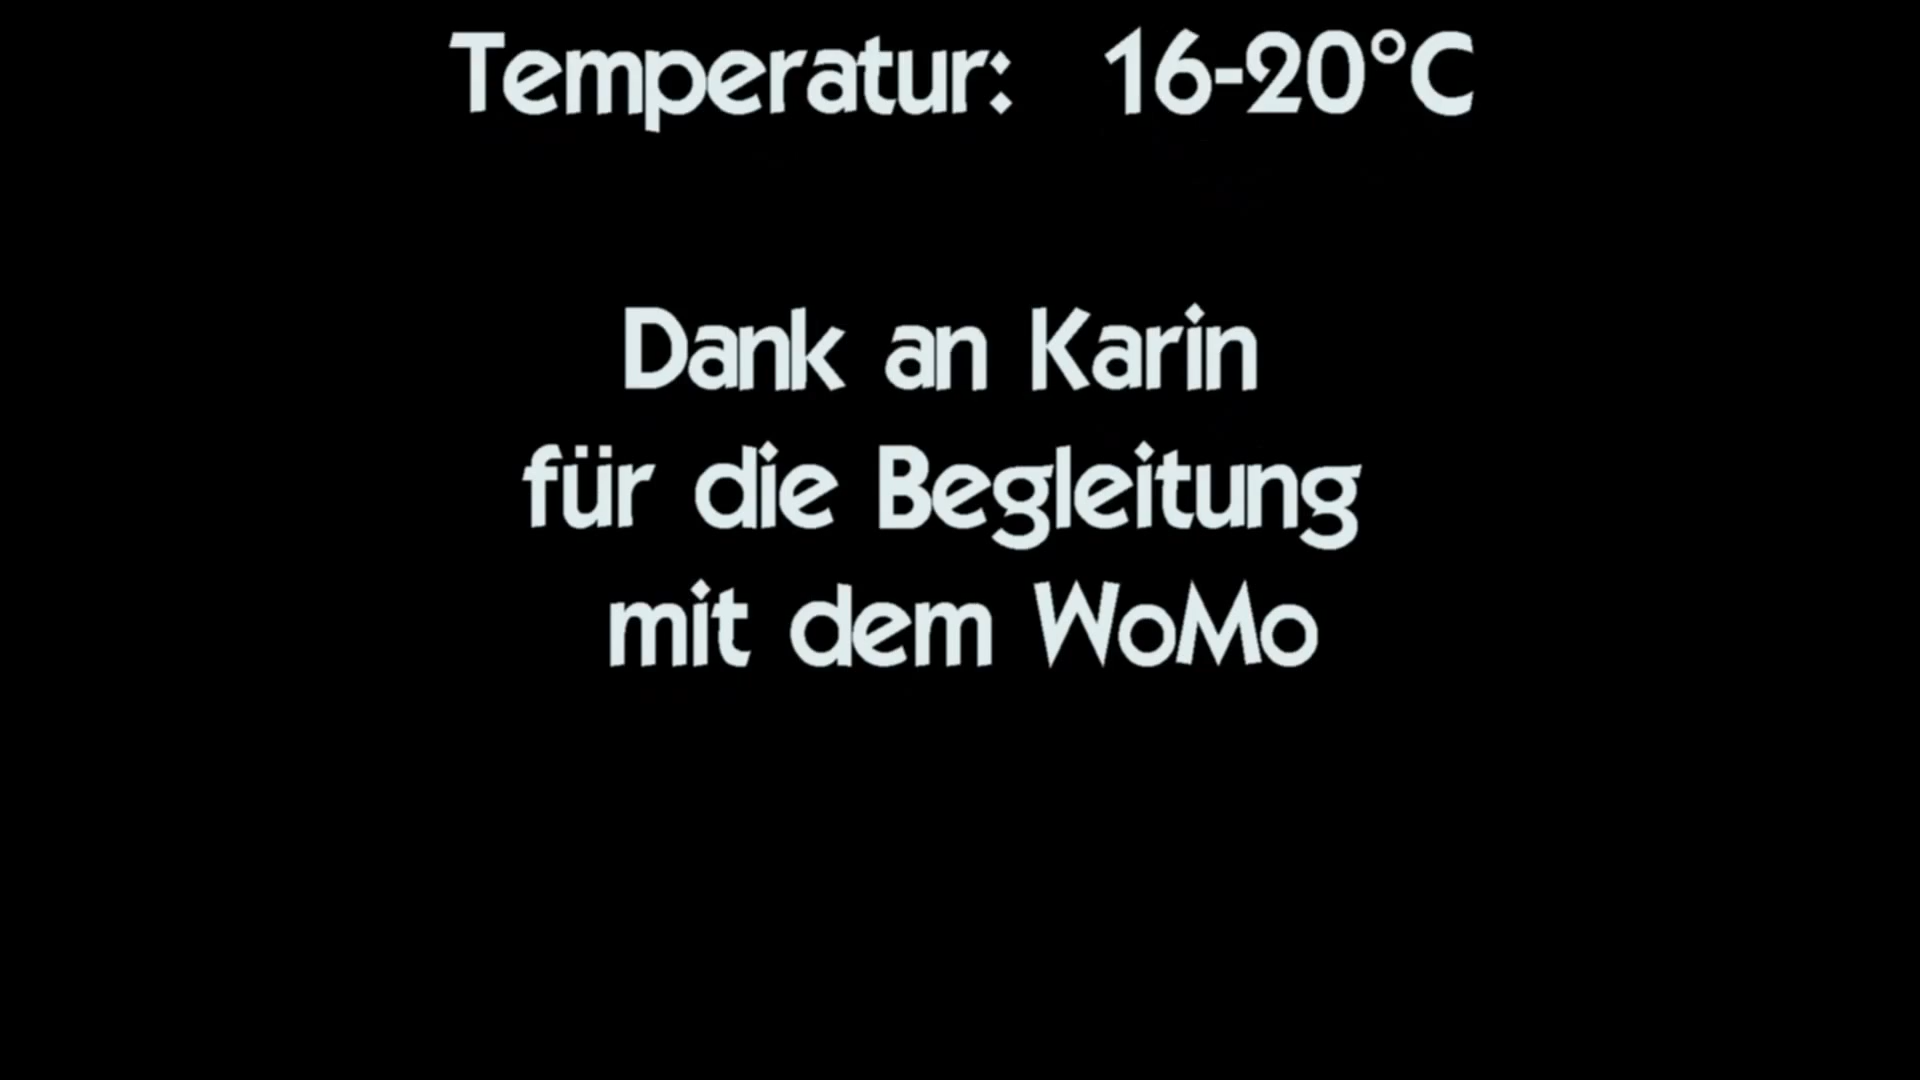 Temperatur: 16-20°C
Dank an Karin
für die Begleitung
mit dem WoMo